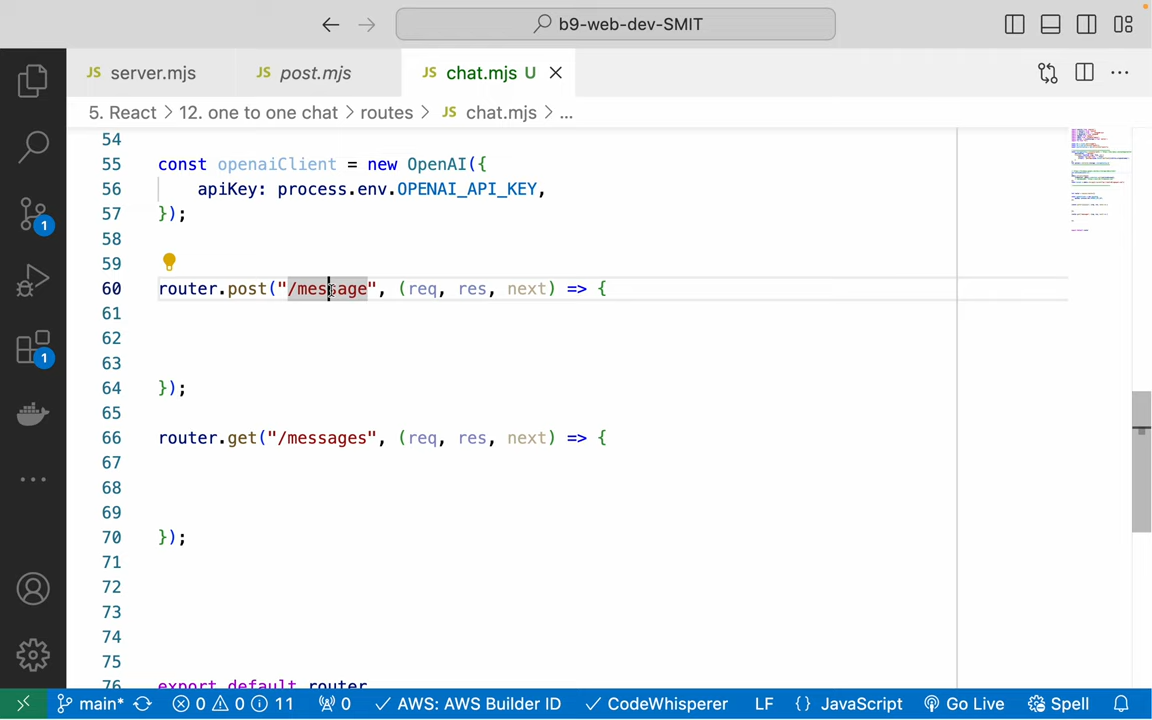 b9-web-dev-SMIT
JS server.mjs
JS post.mjs
JS chat.mjs U
5. React > 12. one to one chat > routes > JS chat.mjs > ...
54
55 const openaiClient = new OpenAI({
56 apiKey: process.env.OPENAI_API_KEY,
57 });
58
59
60 router.post("/message", (req, res, next) => {
61
62
63
64 });
65
66 router.get("/messages", (req, res, next) => {
67
68
69
70 });
71
72
73
74
75
76 export default router
1
1
main* 0 0 11 0 AWS: AWS Builder ID CodeWhisperer LF {} JavaScript Go Live Spell